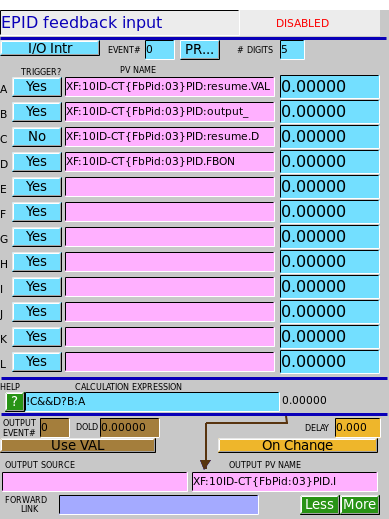 EPID feedback input DISABLED
I/O Intr EVENT# 0 PR... # DIGITS 5
TRIGGER? PV NAME
A Yes XF:10ID-CT{FbPid:03}PID:resume.VAL 0.00000
B Yes XF:10ID-CT{FbPid:03}PID:output_ 0.00000
C No XF:10ID-CT{FbPid:03}PID:resume.D 0.00000
D Yes XF:10ID-CT{FbPid:03}PID.FBON 0.00000
E Yes 0.00000
F Yes 0.00000
G Yes 0.00000
H Yes 0.00000
I Yes 0.00000
J Yes 0.00000
K Yes 0.00000
L Yes 0.00000
HELP CALCULATION EXPRESSION
? !C&&D?B:A 0.00000
OUTPUT EVENT# 0 DOLD 0.00000 DELAY 0.000
Use VAL On Change
OUTPUT SOURCE OUTPUT PV NAME
XF:10ID-CT{FbPid:03}PID.I
FORWARD LINK Less More